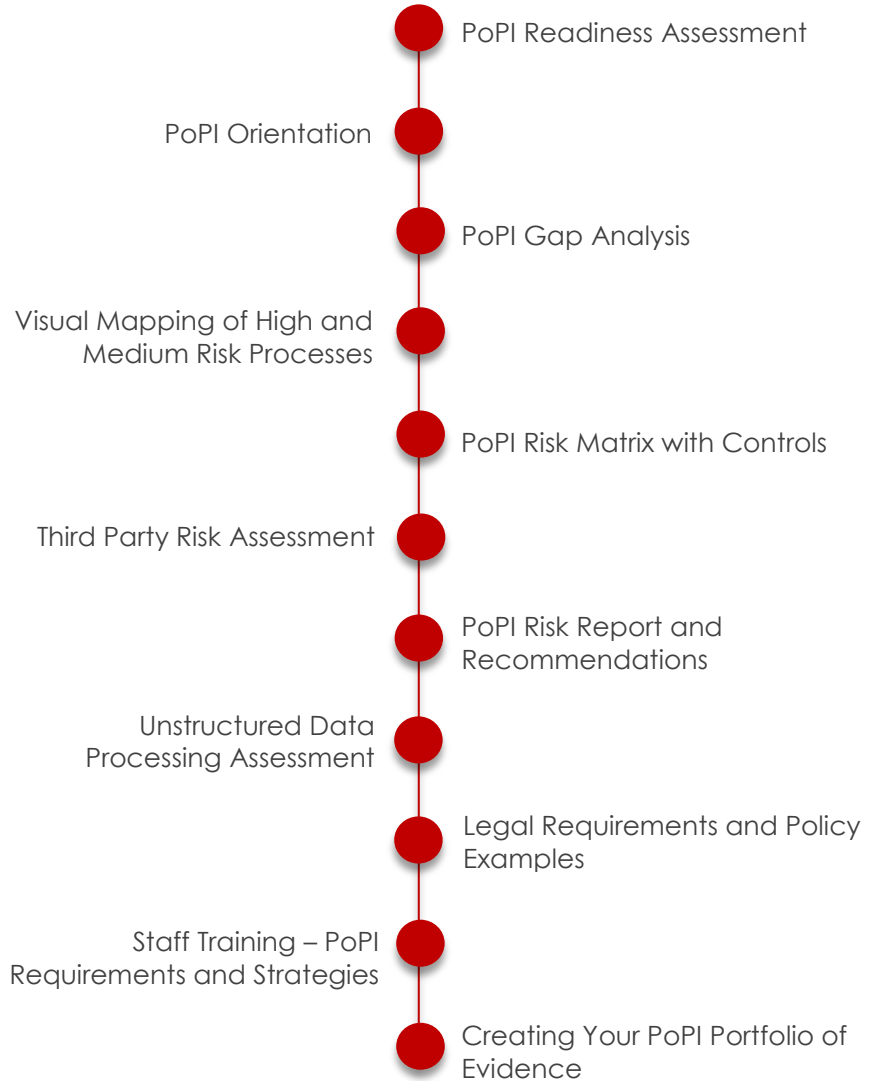 PoPI Readiness Assessment
PoPI Orientation
PoPI Gap Analysis
Visual Mapping of High and
Medium Risk Processes
PoPI Risk Matrix with Controls
Third Party Risk Assessment
PoPI Risk Report and
Recommendations
Unstructured Data
Processing Assessment
Legal Requirements and Policy
Examples
Staff Training – PoPI
Requirements and Strategies
Creating Your PoPI Portfolio of
Evidence